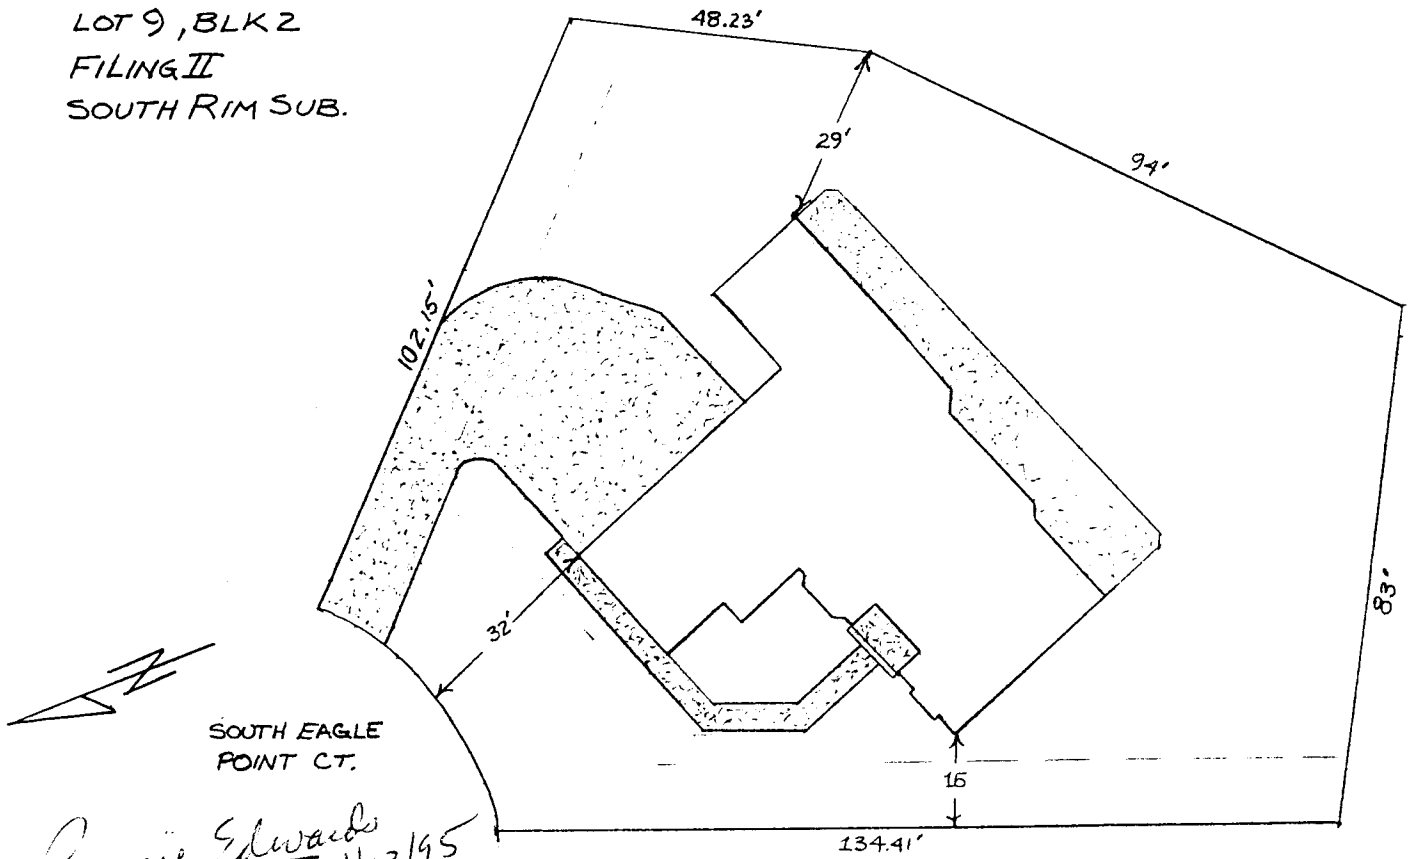 LOT 9, BLK 2
FILING II
SOUTH RIM SUB.
48.23'
29'
94'
102.15'
83'
32'
N
SOUTH EAGLE
POINT CT.
16
134.41'
Edwards